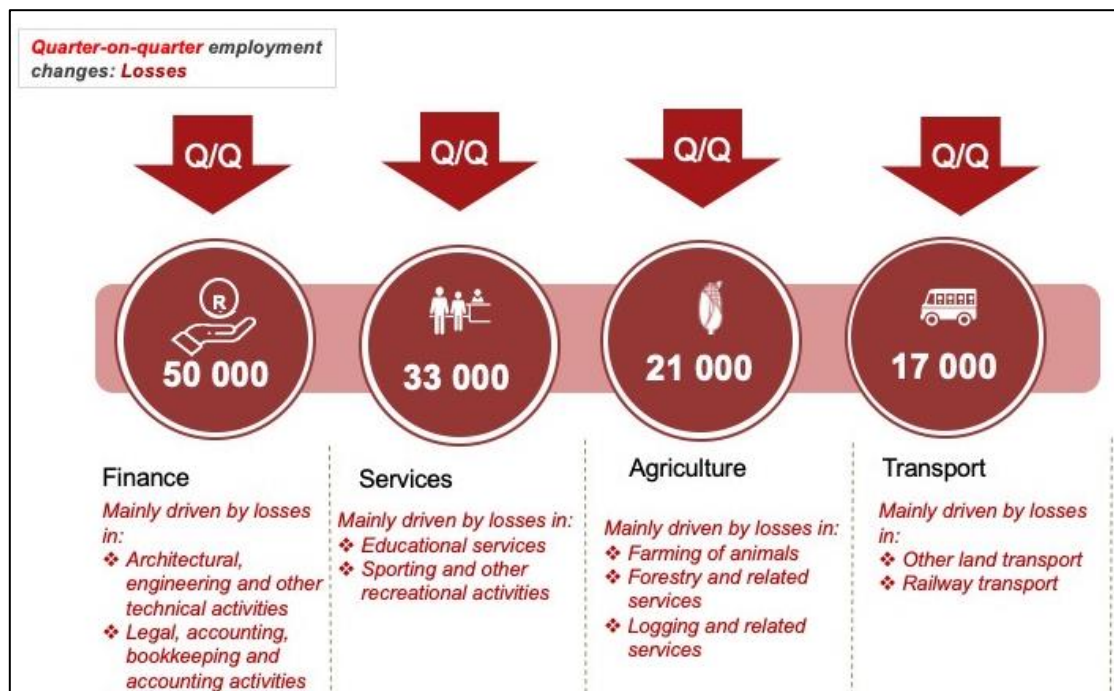 Quarter-on-quarter employment
changes: Losses
Q/Q
Q/Q
Q/Q
Q/Q
R
50 000
33 000
21 000
17 000
Finance
Mainly driven by losses
in:
❖ Architectural,
engineering and other
technical activities
❖ Legal, accounting,
bookkeeping and
accounting activities
Services
Mainly driven by losses in:
❖ Educational services
❖ Sporting and other
recreational activities
Agriculture
Mainly driven by losses in:
❖ Farming of animals
❖ Forestry and related
services
❖ Logging and related
services
Transport
Mainly driven by losses
in:
❖ Other land transport
❖ Railway transport